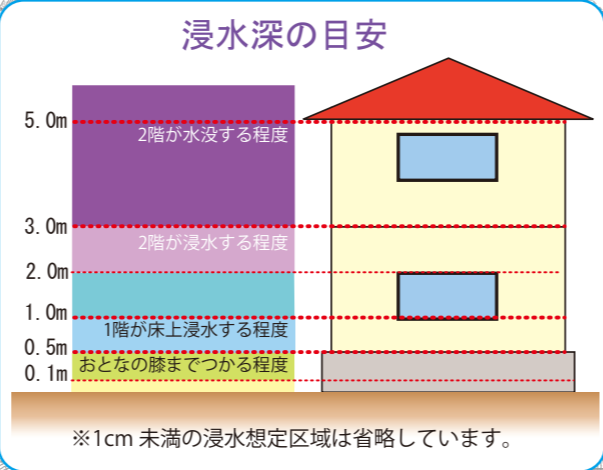 浸水深の目安
5.0m
2階が水没する程度
3.0m
2階が浸水する程度
2.0m
1.0m
1階が床上浸水する程度
0.5m
おとなの膝までつかる程度
0.1m
※1cm 未満の浸水想定区域は省略しています。